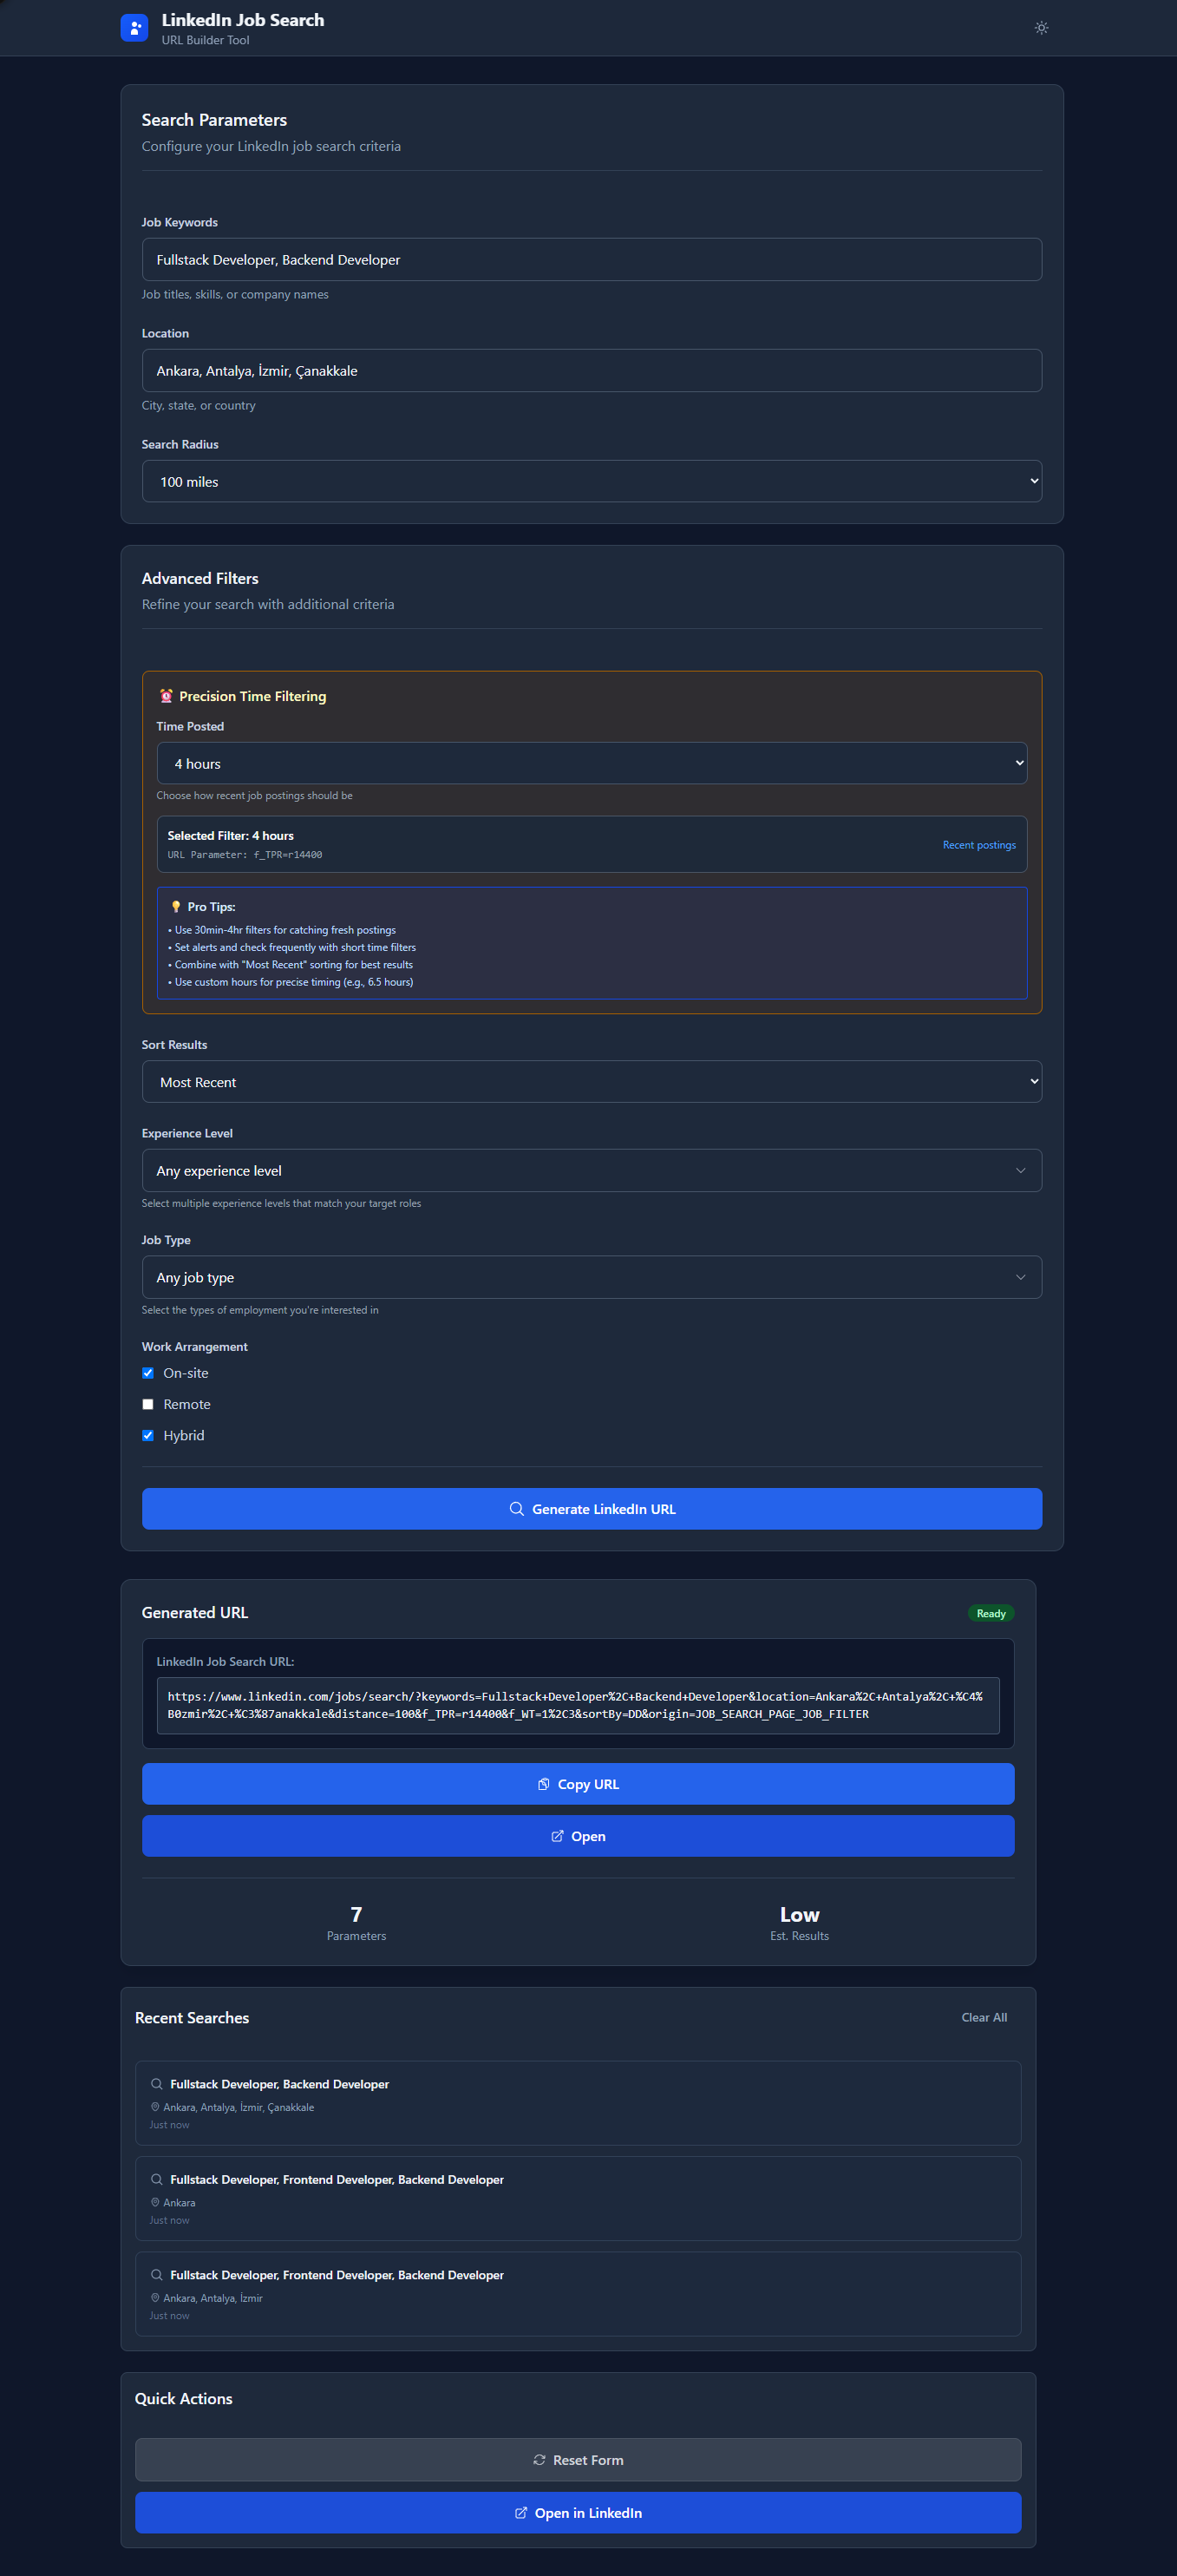 LinkedIn Job Search
URL Builder Tool
Search Parameters
Configure your LinkedIn job search criteria
Job Keywords
Fullstack Developer, Backend Developer
Job titles, skills, or company names
Location
Ankara, Antalya, İzmir, Çanakkale
City, state, or country
Search Radius
100 miles
Advanced Filters
Refine your search with additional criteria
⏰ Precision Time Filtering
Time Posted
4 hours
Choose how recent job postings should be
Selected Filter: 4 hours
URL Parameter: f_TPR=r14400
Recent postings
💡 Pro Tips:
• Use 30min-4hr filters for catching fresh postings
• Set alerts and check frequently with short time filters
• Combine with "Most Recent" sorting for best results
• Use custom hours for precise timing (e.g., 6.5 hours)
Sort Results
Most Recent
Experience Level
Any experience level
Select multiple experience levels that match your target roles
Job Type
Any job type
Select the types of employment you're interested in
Work Arrangement
On-site
Remote
Hybrid
Generate LinkedIn URL
Generated URL
Ready
LinkedIn Job Search URL:
https://www.linkedin.com/jobs/search/?keywords=Fullstack+Developer%2C+Backend+Developer&location=Ankara%2C+Antalya%2C+%C4%
B0zmir%2C+%C3%87anakkale&distance=100&f_TPR=r14400&f_WT=1%2C3&sortBy=DD&origin=JOB_SEARCH_PAGE_JOB_FILTER
Copy URL
Open
7
Parameters
Low
Est. Results
Recent Searches
Clear All
Fullstack Developer, Backend Developer
Ankara, Antalya, İzmir, Çanakkale
Just now
Fullstack Developer, Frontend Developer, Backend Developer
Ankara
Just now
Fullstack Developer, Frontend Developer, Backend Developer
Ankara, Antalya, İzmir
Just now
Quick Actions
Reset Form
Open in LinkedIn